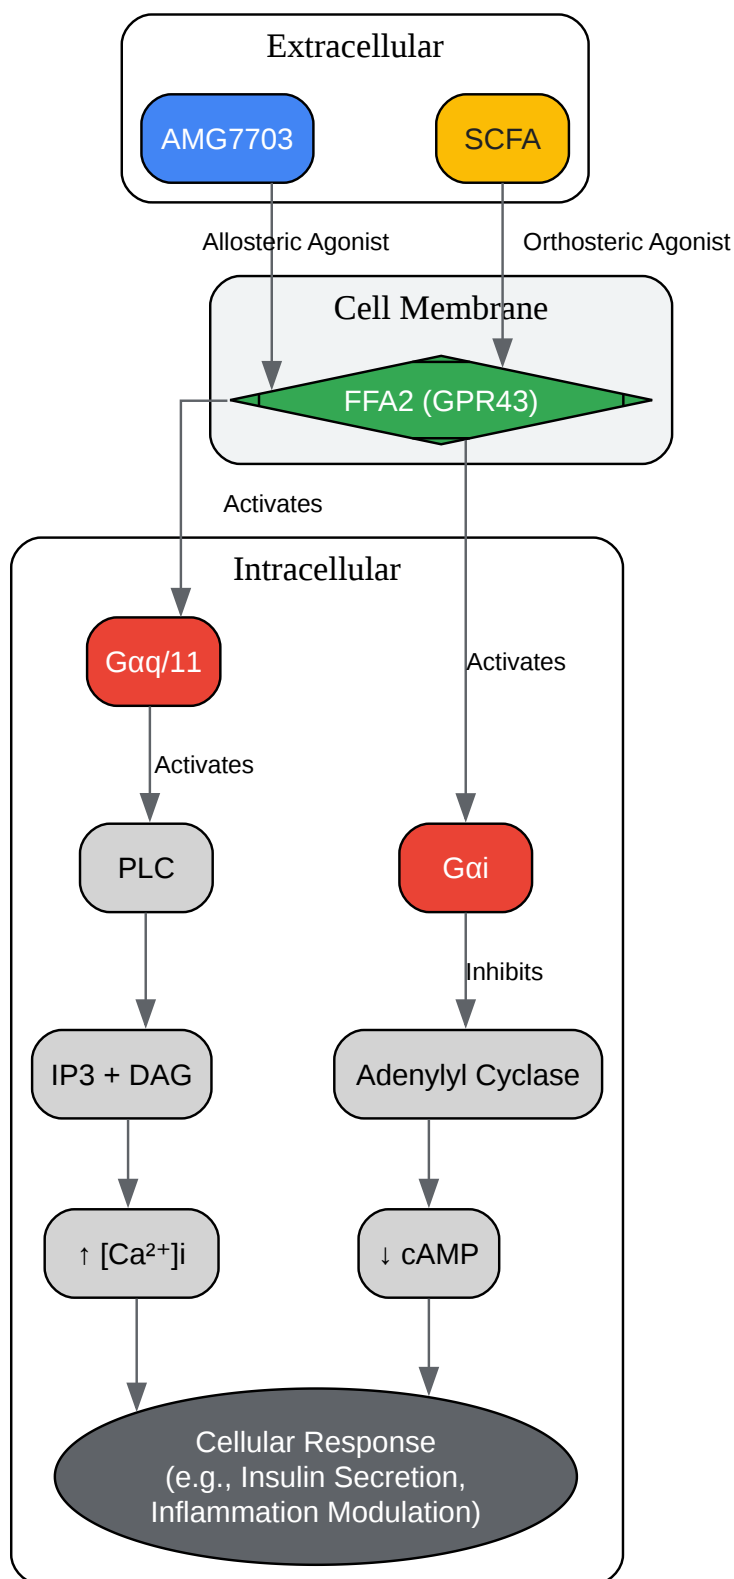 Extracellular
AMG7703
SCFA
Allosteric Agonist
Orthosteric Agonist
Cell Membrane
FFA2 (GPR43)
Activates
Intracellular
Gαq/11
Activates
Activates
PLC
Gαi
Inhibits
IP3 + DAG
Adenylyl Cyclase
↑ [Ca²⁺]i
↓ cAMP
Cellular Response
(e.g., Insulin Secretion,
Inflammation Modulation)